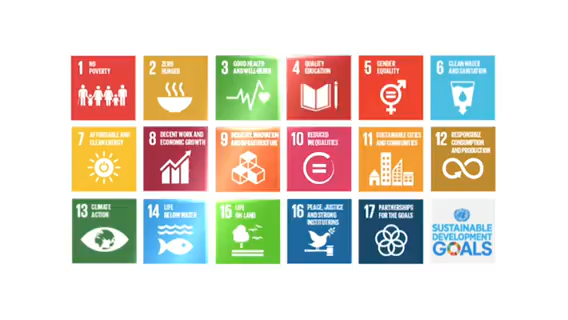 1 NO
POVERTY
2 ZERO
HUNGER
3 GOOD HEALTH
AND WELL-BEING
4 QUALITY
EDUCATION
5 GENDER
EQUALITY
6 CLEAN WATER
AND SANITATION
7 AFFORDABLE AND
CLEAN ENERGY
8 DECENT WORK AND
ECONOMIC GROWTH
9 INDUSTRY, INNOVATION
AND INFRASTRUCTURE
10 REDUCED
INEQUALITIES
11 SUSTAINABLE CITIES
AND COMMUNITIES
12 RESPONSIBLE
CONSUMPTION
AND PRODUCTION
13 CLIMATE
ACTION
14 LIFE
BELOW WATER
15 LIFE
ON LAND
16 PEACE, JUSTICE
AND STRONG
INSTITUTIONS
17 PARTNERSHIPS
FOR THE GOALS
SUSTAINABLE
DEVELOPMENT
GOALS